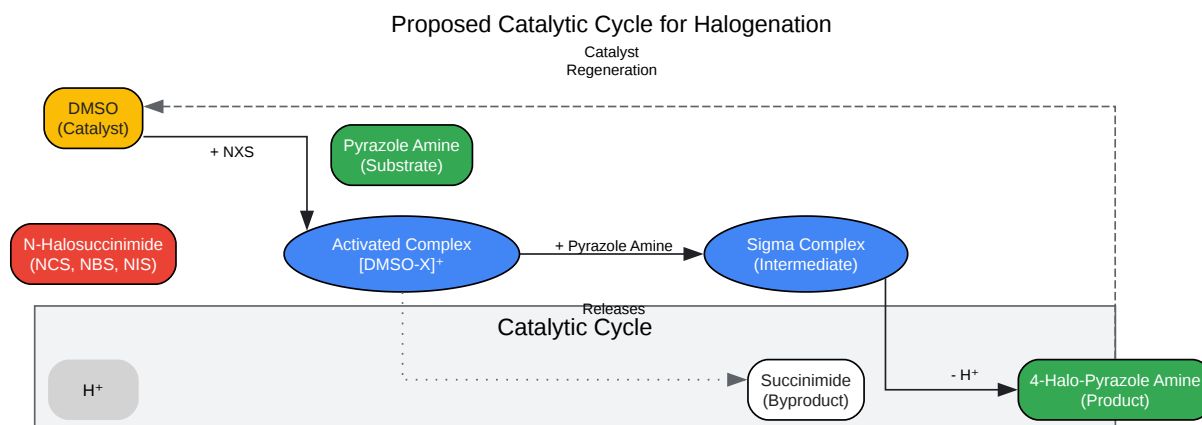 Proposed Catalytic Cycle for Halogenation
Catalyst
Regeneration
DMSO
(Catalyst)
+ NXS
Pyrazole Amine
(Substrate)
N-Halosuccinimide
(NCS, NBS, NIS)
Activated Complex
[DMSO-X]⁺
+ Pyrazole Amine
Sigma Complex
(Intermediate)
Releases
Catalytic Cycle
H⁺
Succinimide
(Byproduct)
- H⁺
4-Halo-Pyrazole Amine
(Product)